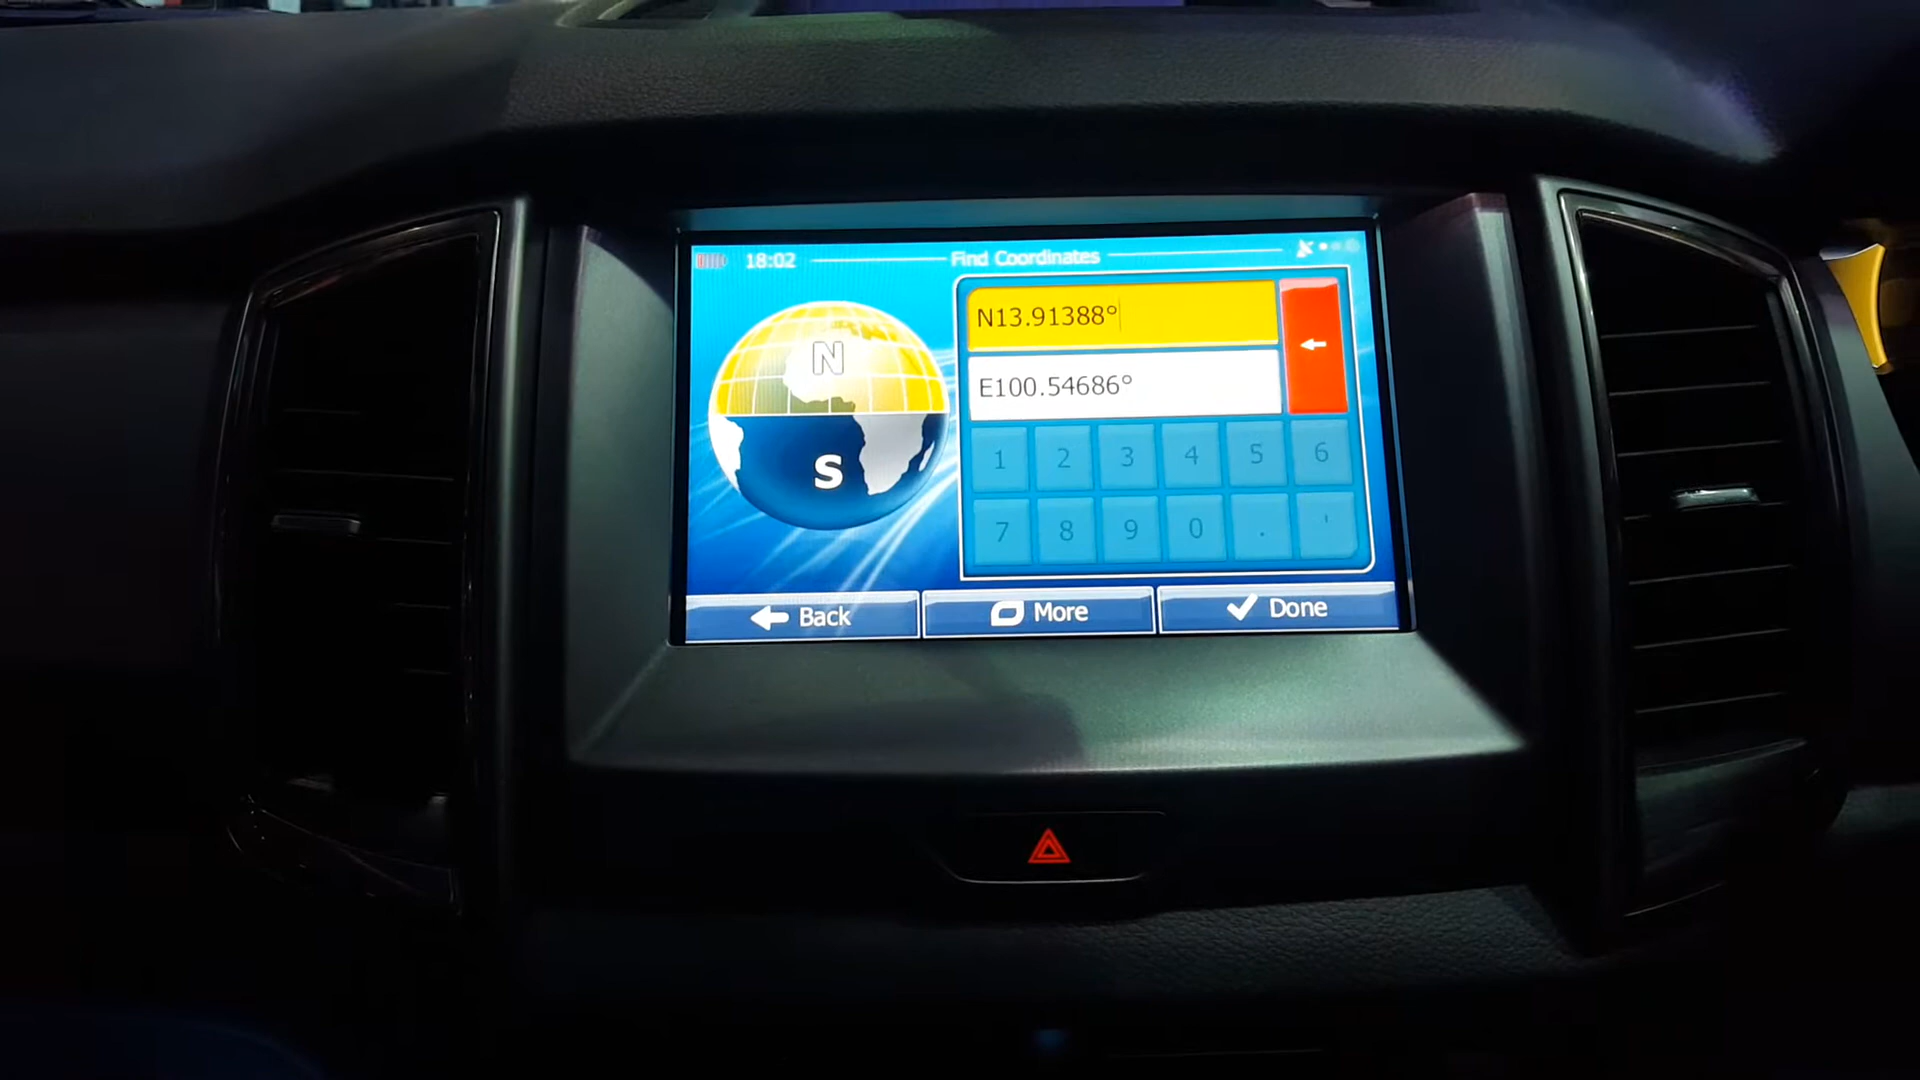 18:02 Find Coordinates
N
S
N13.91388°
E100.54686°
1 2 3 4 5 6
7 8 9 0 . '
Back More Done